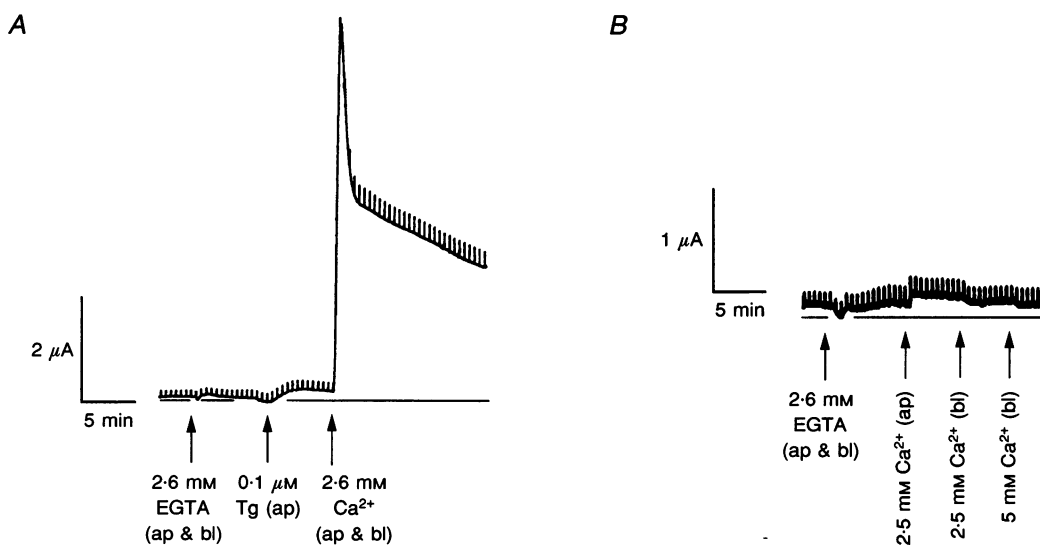 A
2 μA
5 min
2·6 mM
EGTA
(ap & bl)
0·1 μM
Tg (ap)
2·6 mM
Ca²⁺
(ap & bl)
B
1 μA
5 min
2·6 mM
EGTA
(ap & bl)
2·5 mM Ca²⁺ (ap)
2·5 mM Ca²⁺ (bl)
5 mM Ca²⁺ (bl)